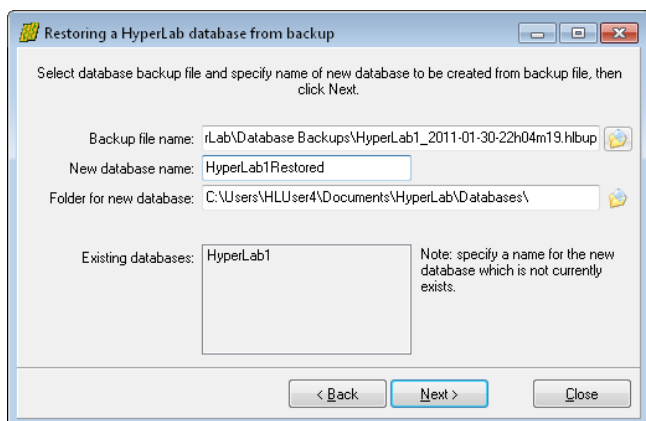 Restoring a HyperLab database from backup
Select database backup file and specify name of new database to be created from backup file, then
click Next.
Backup file name: rLab\Database Backups\HyperLab1_2011-01-30-22h04m19.hlbup
New database name: HyperLab1Restored
Folder for new database: C:\Users\HLUser4\Documents\HyperLab\Databases\
Existing databases: HyperLab1
Note: specify a name for the new
database which is not currently
exists.
< Back
Next >
Close